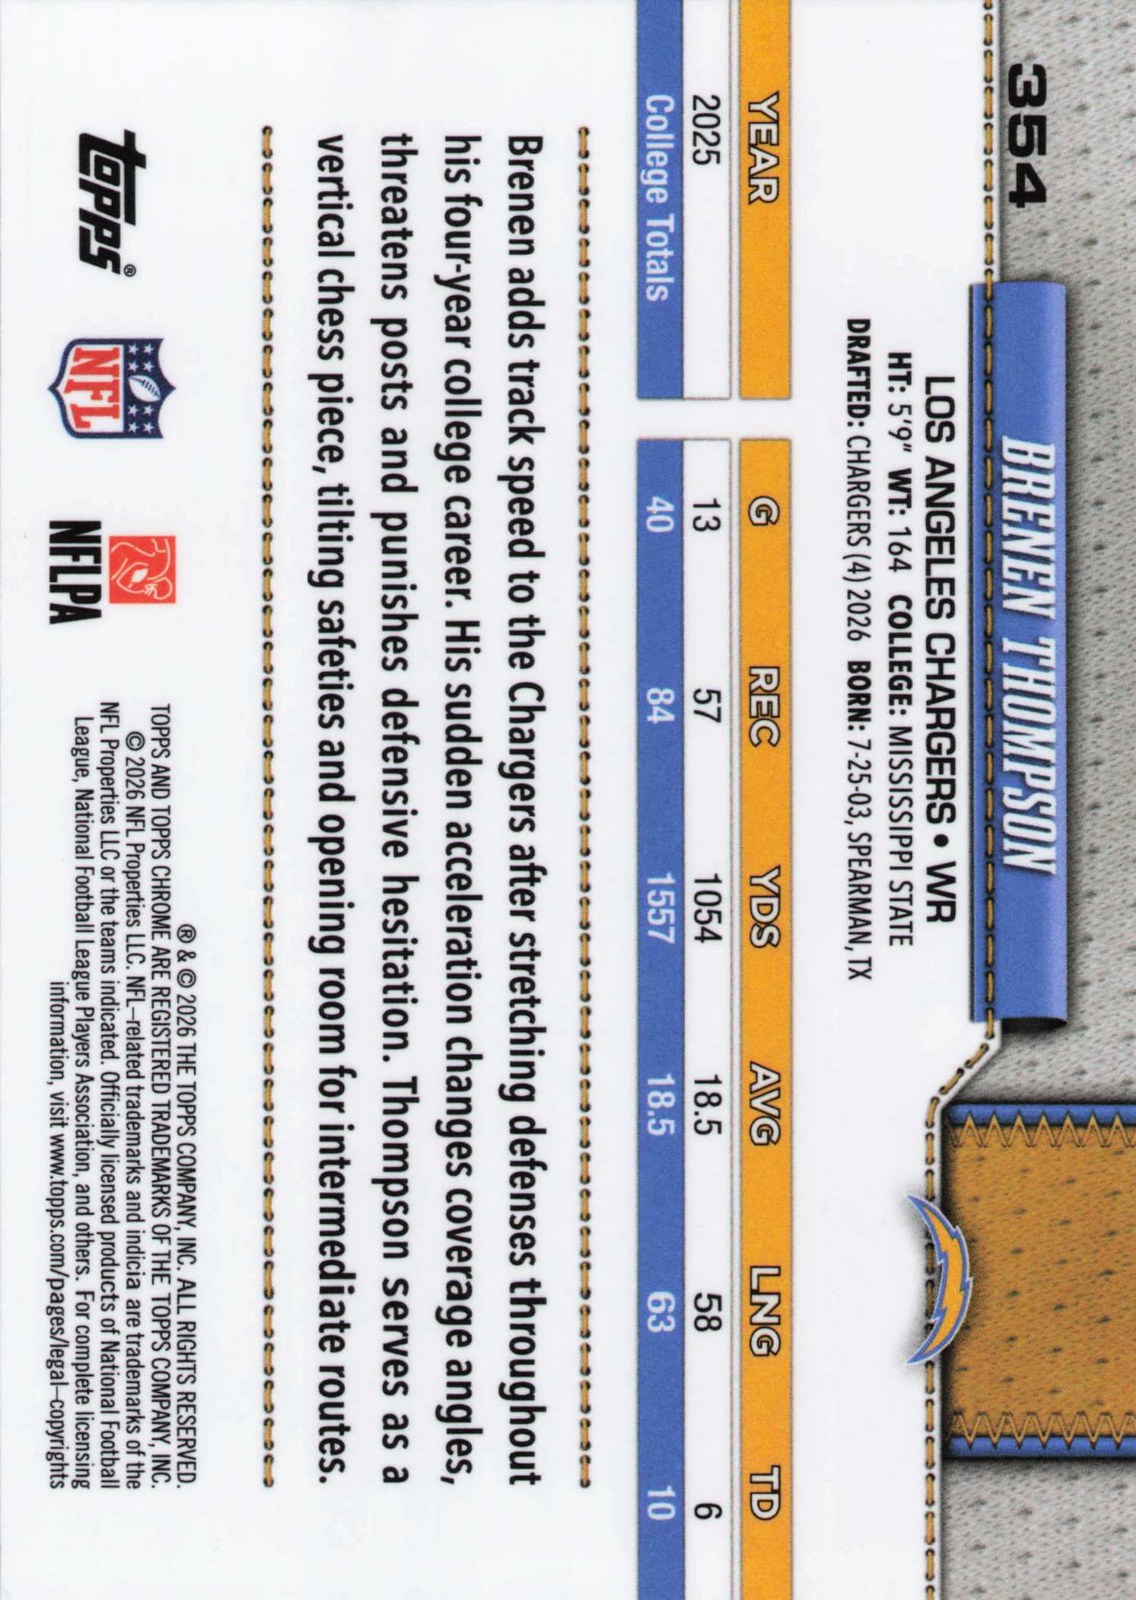 354
BRENEN THOMPSON
LOS ANGELES CHARGERS • WR
HT: 5'9" WT: 164 COLLEGE: MISSISSIPPI STATE
DRAFTED: CHARGERS (4) 2026 BORN: 7-25-03, SPEARMAN, TX
YEAR G REC YDS AVG LNG TD
2025 13 57 1054 18.5 58 6
College Totals 40 84 1557 18.5 63 10
Brenen adds track speed to the Chargers after stretching defenses throughout
his four-year college career. His sudden acceleration changes coverage angles,
threatens posts and punishes defensive hesitation. Thompson serves as a
vertical chess piece, tilting safeties and opening room for intermediate routes.
topps®
NFL
NFLPA
® & © 2026 THE TOPPS COMPANY, INC. ALL RIGHTS RESERVED.
TOPPS AND TOPPS CHROME ARE REGISTERED TRADEMARKS OF THE TOPPS COMPANY, INC.
© 2026 NFL Properties LLC. NFL-related trademarks and indicia are trademarks of the
NFL Properties LLC or the teams indicated. Officially licensed products of National Football
League, National Football League Players Association, and others. For complete licensing
information, visit www.topps.com/pages/legal-copyrights